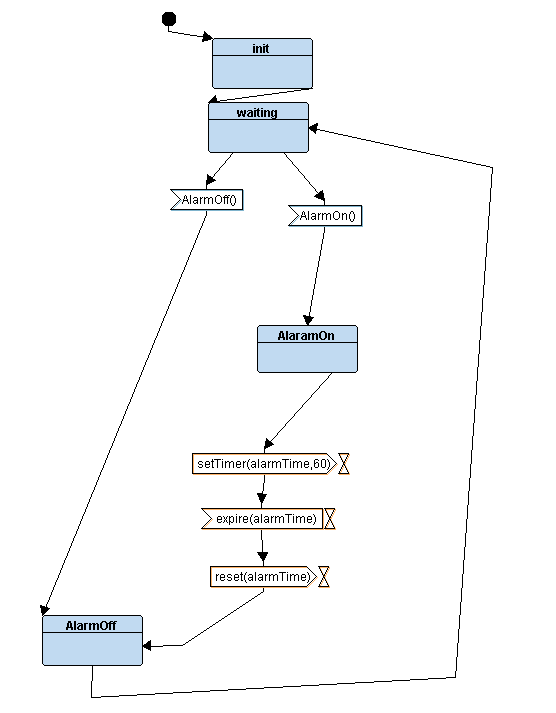 init
waiting
AlarmOff()
AlarmOn()
AlaramOn
setTimer(alarmTime,60)
expire(alarmTime)
reset(alarmTime)
AlarmOff